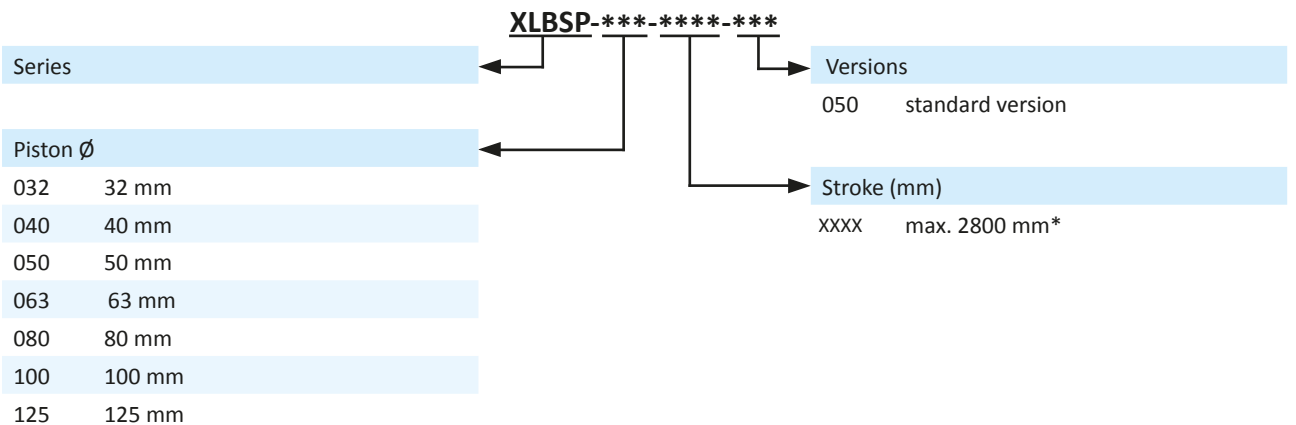 XLBSP-***-****-***
Series
Piston Ø
032 32 mm
040 40 mm
050 50 mm
063 63 mm
080 80 mm
100 100 mm
125 125 mm
Versions
050 standard version
Stroke (mm)
XXXX max. 2800 mm*